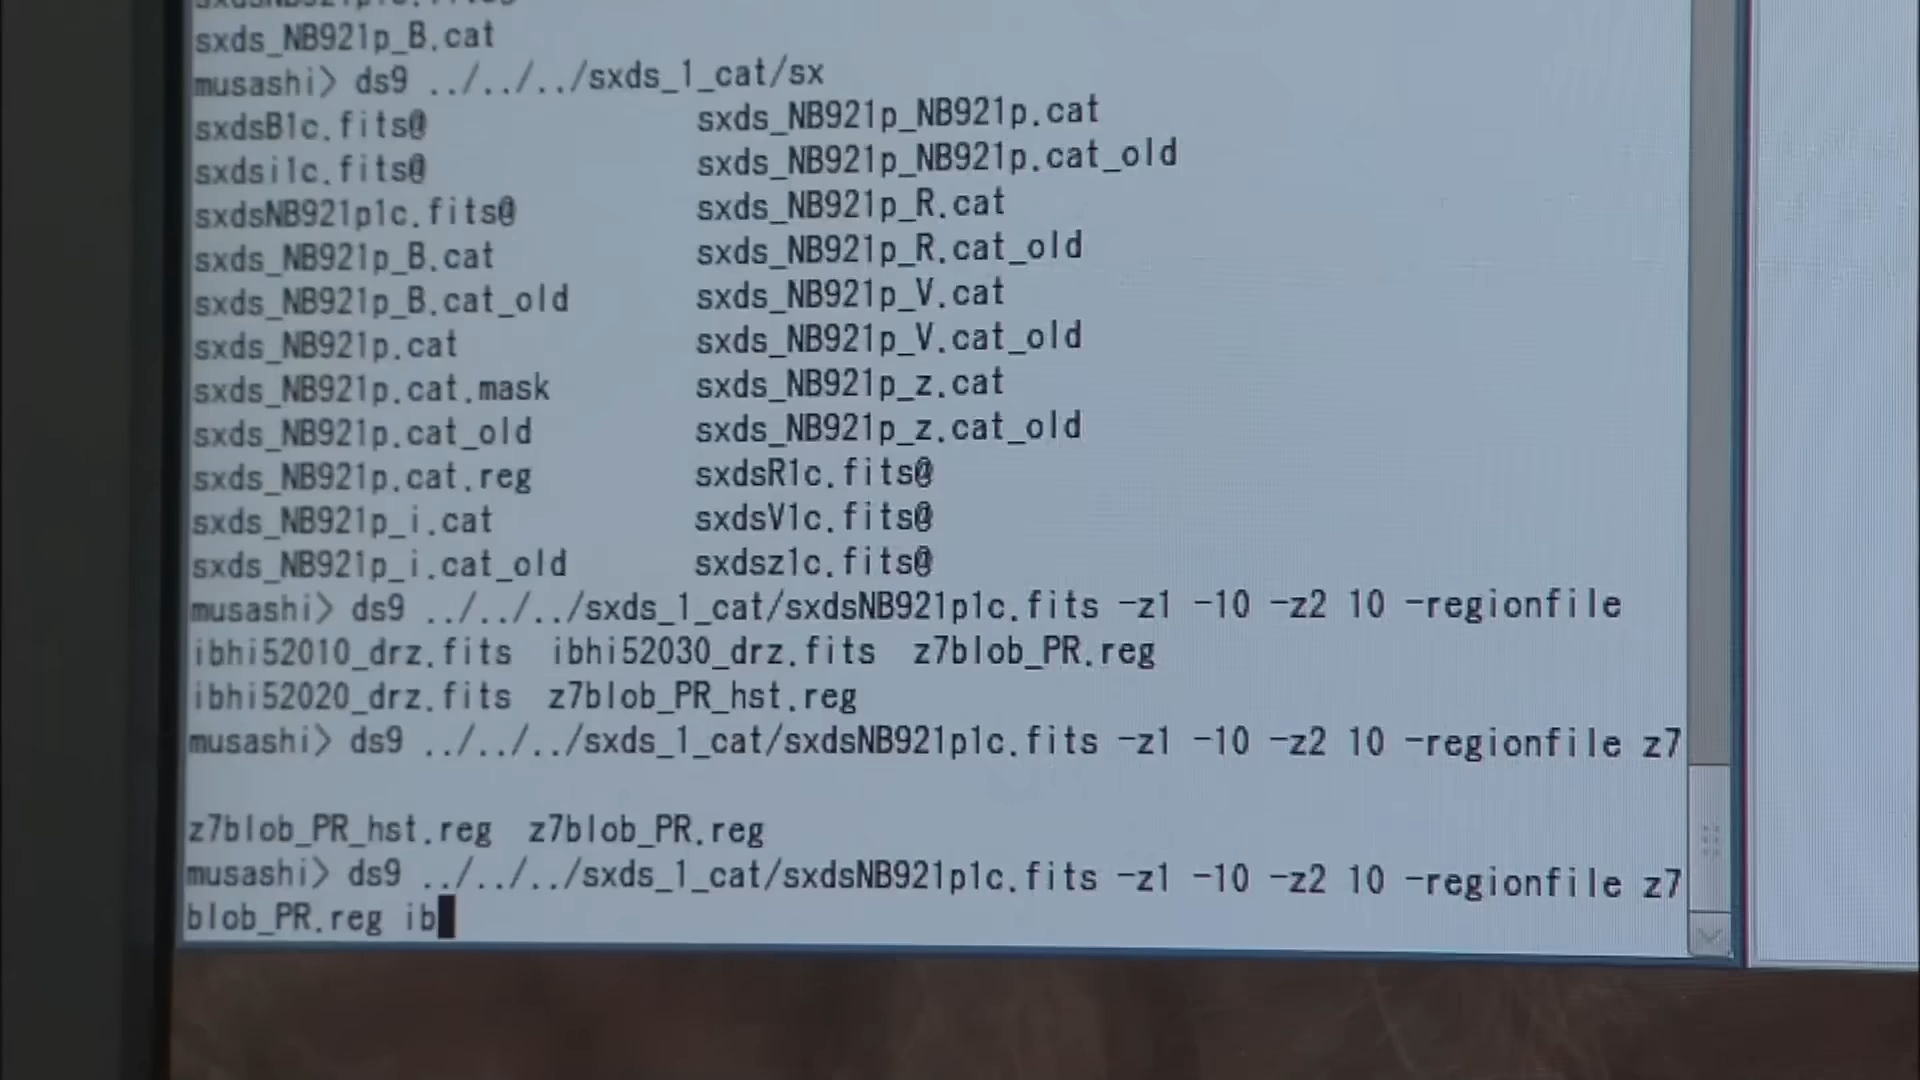 sxds_NB921p_B.cat
musashi> ds9 ../../../sxds_1_cat/sx
sxdsB1c.fits@ sxds_NB921p_NB921p.cat
sxdsi1c.fits@ sxds_NB921p_NB921p.cat_old
sxdsNB921p1c.fits@ sxds_NB921p_R.cat
sxds_NB921p_B.cat sxds_NB921p_R.cat_old
sxds_NB921p_B.cat_old sxds_NB921p_V.cat
sxds_NB921p.cat sxds_NB921p_V.cat_old
sxds_NB921p.cat.mask sxds_NB921p_z.cat
sxds_NB921p.cat_old sxds_NB921p_z.cat_old
sxds_NB921p.cat.reg sxdsR1c.fits@
sxds_NB921p_i.cat sxdsV1c.fits@
sxds_NB921p_i.cat_old sxdsz1c.fits@
musashi> ds9 ../../../sxds_1_cat/sxdsNB921p1c.fits -z1 -10 -z2 10 -regionfile
ibhi52010_drz.fits ibhi52030_drz.fits z7blob_PR.reg
ibhi52020_drz.fits z7blob_PR_hst.reg
musashi> ds9 ../../../sxds_1_cat/sxdsNB921p1c.fits -z1 -10 -z2 10 -regionfile z7
z7blob_PR_hst.reg z7blob_PR.reg
musashi> ds9 ../../../sxds_1_cat/sxdsNB921p1c.fits -z1 -10 -z2 10 -regionfile z7
blob_PR.reg ib